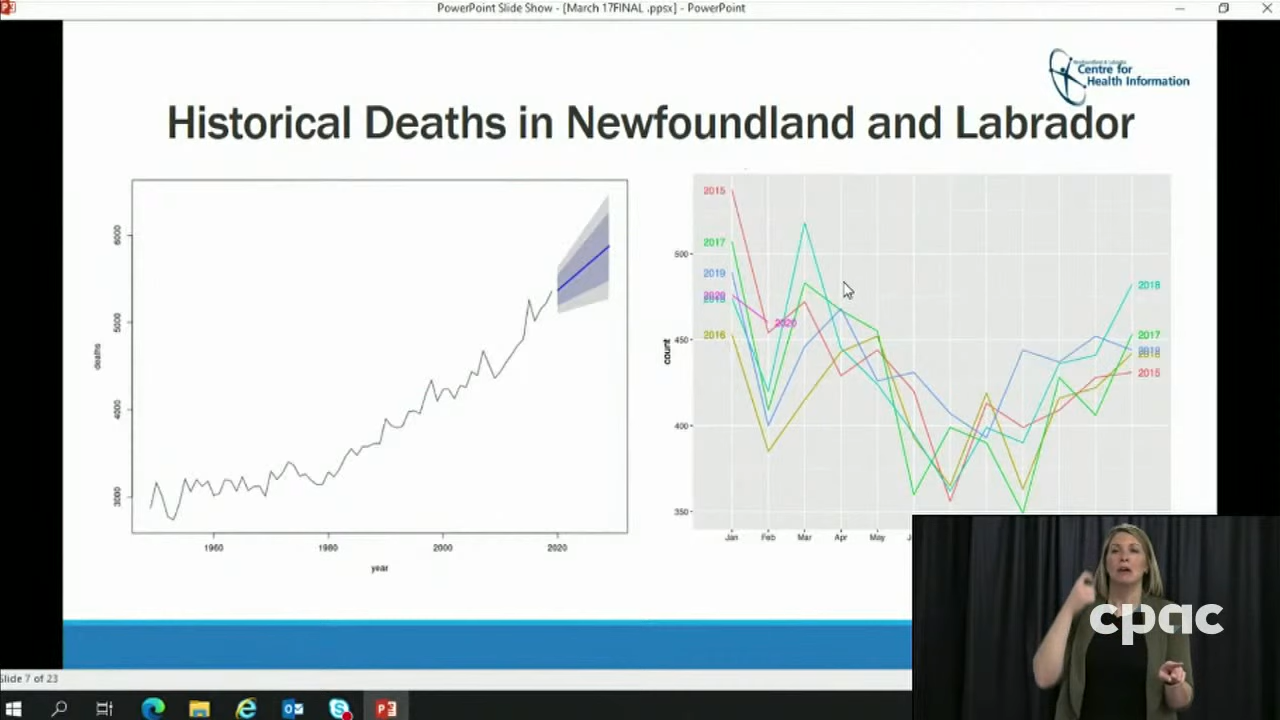 PowerPoint Slide Show - [March 17FINAL .ppsx] - PowerPoint
Newfoundland & Labrador
Centre for
Health Information
Historical Deaths in Newfoundland and Labrador
deaths
6000
5000
4000
3000
1960
1980
2000
2020
year
count
500
450
400
350
2015
2017
2019
2020
2018
2016
2020
2018
2017
2015
Jan
Feb
Mar
Apr
May
cpac
Slide 7 of 23